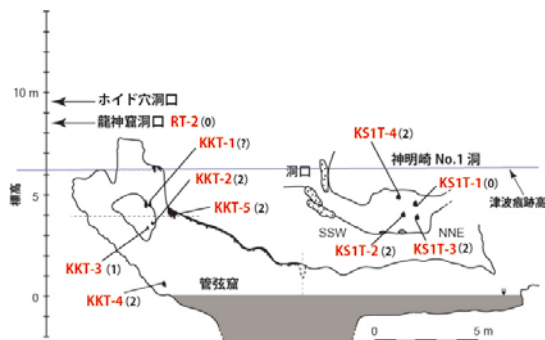 10 m
ホイド穴洞口
龍神窟洞口 RT-2 (0)
KKT-1 (?)
KKT-2 (2)
KS1T-4 (2)
神明崎 No.1 洞
洞口
KS1T-1 (0)
津波痕跡高
標高
5
KKT-5 (2)
SSW
NNE
KS1T-2 (2)
KS1T-3 (2)
KKT-3 (1)
KKT-4 (2)
管弦窟
0
0
5 m